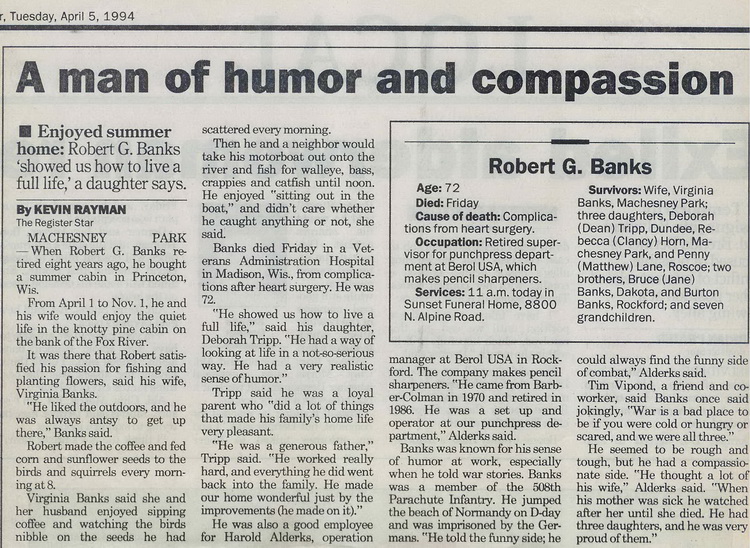 r, Tuesday, April 5, 1994
A man of humor and compassion
■ Enjoyed summer
home: Robert G. Banks
‘showed us how to live a
full life,’ a daughter says.
By KEVIN RAYMAN
The Register Star
MACHESNEY PARK
— When Robert G. Banks re-
tired eight years ago, he bought
a summer cabin in Princeton,
Wis.
From April 1 to Nov. 1, he and
his wife would enjoy the quiet
life in the knotty pine cabin on
the bank of the Fox River.
It was there that Robert satis-
fied his passion for fishing and
planting flowers, said his wife,
Virginia Banks.
"He liked the outdoors, and he
was always antsy to get up
there," Banks said.
Robert made the coffee and fed
corn and sunflower seeds to the
birds and squirrels every morn-
ing at 8.
Virginia Banks said she and
her husband enjoyed sipping
coffee and watching the birds
nibble on the seeds he had
scattered every morning.
Then he and a neighbor would
take his motorboat out onto the
river and fish for walleye, bass,
crappies and catfish until noon.
He enjoyed "sitting out in the
boat," and didn't care whether
he caught anything or not, she
said.
Banks died Friday in a Vet-
erans Administration Hospital
in Madison, Wis., from complica-
tions after heart surgery. He was
72.
"He showed us how to live a
full life," said his daughter,
Deborah Tripp. "He had a way of
looking at life in a not-so-serious
way. He had a very realistic
sense of humor."
Tripp said he was a loyal
parent who "did a lot of things
that made his family's home life
very pleasant.
"He was a generous father,"
Tripp said. "He worked really
hard, and everything he did went
back into the family. He made
our home wonderful just by the
improvements (he made on it)."
He was also a good employee
for Harold Alderks, operation
Robert G. Banks
Age: 72
Died: Friday
Cause of death: Complica-
tions from heart surgery.
Occupation: Retired super-
visor for punchpress depart-
ment at Berol USA, which
makes pencil sharpeners.
Services: 11 a.m. today in
Sunset Funeral Home, 8800
N. Alpine Road.
Survivors: Wife, Virginia
Banks, Machesney Park;
three daughters, Deborah
(Dean) Tripp, Dundee, Re-
becca (Clancy) Horn, Ma-
chesney Park, and Penny
(Matthew) Lane, Roscoe; two
brothers, Bruce (Jane)
Banks, Dakota, and Burton
Banks, Rockford; and seven
grandchildren.
manager at Berol USA in Rock-
ford. The company makes pencil
sharpeners. "He came from Barb-
er-Colman in 1970 and retired in
1986. He was a set up and
operator at our punchpress de-
partment," Alderks said.
Banks was known for his sense
of humor at work, especially
when he told war stories. Banks
was a member of the 508th
Parachute Infantry. He jumped
the beach of Normandy on D-day
and was imprisoned by the Ger-
mans. "He told the funny side; he
could always find the funny side
of combat," Alderks said.
Tim Vipond, a friend and co-
worker, said Banks once said
jokingly, "War is a bad place to
be if you were cold or hungry or
scared, and we were all three."
He seemed to be rough and
tough, but he had a compassio-
nate side. "He thought a lot of
his wife," Alderks said. "When
his mother was sick he watched
after her until she died. He had
three daughters, and he was very
proud of them."